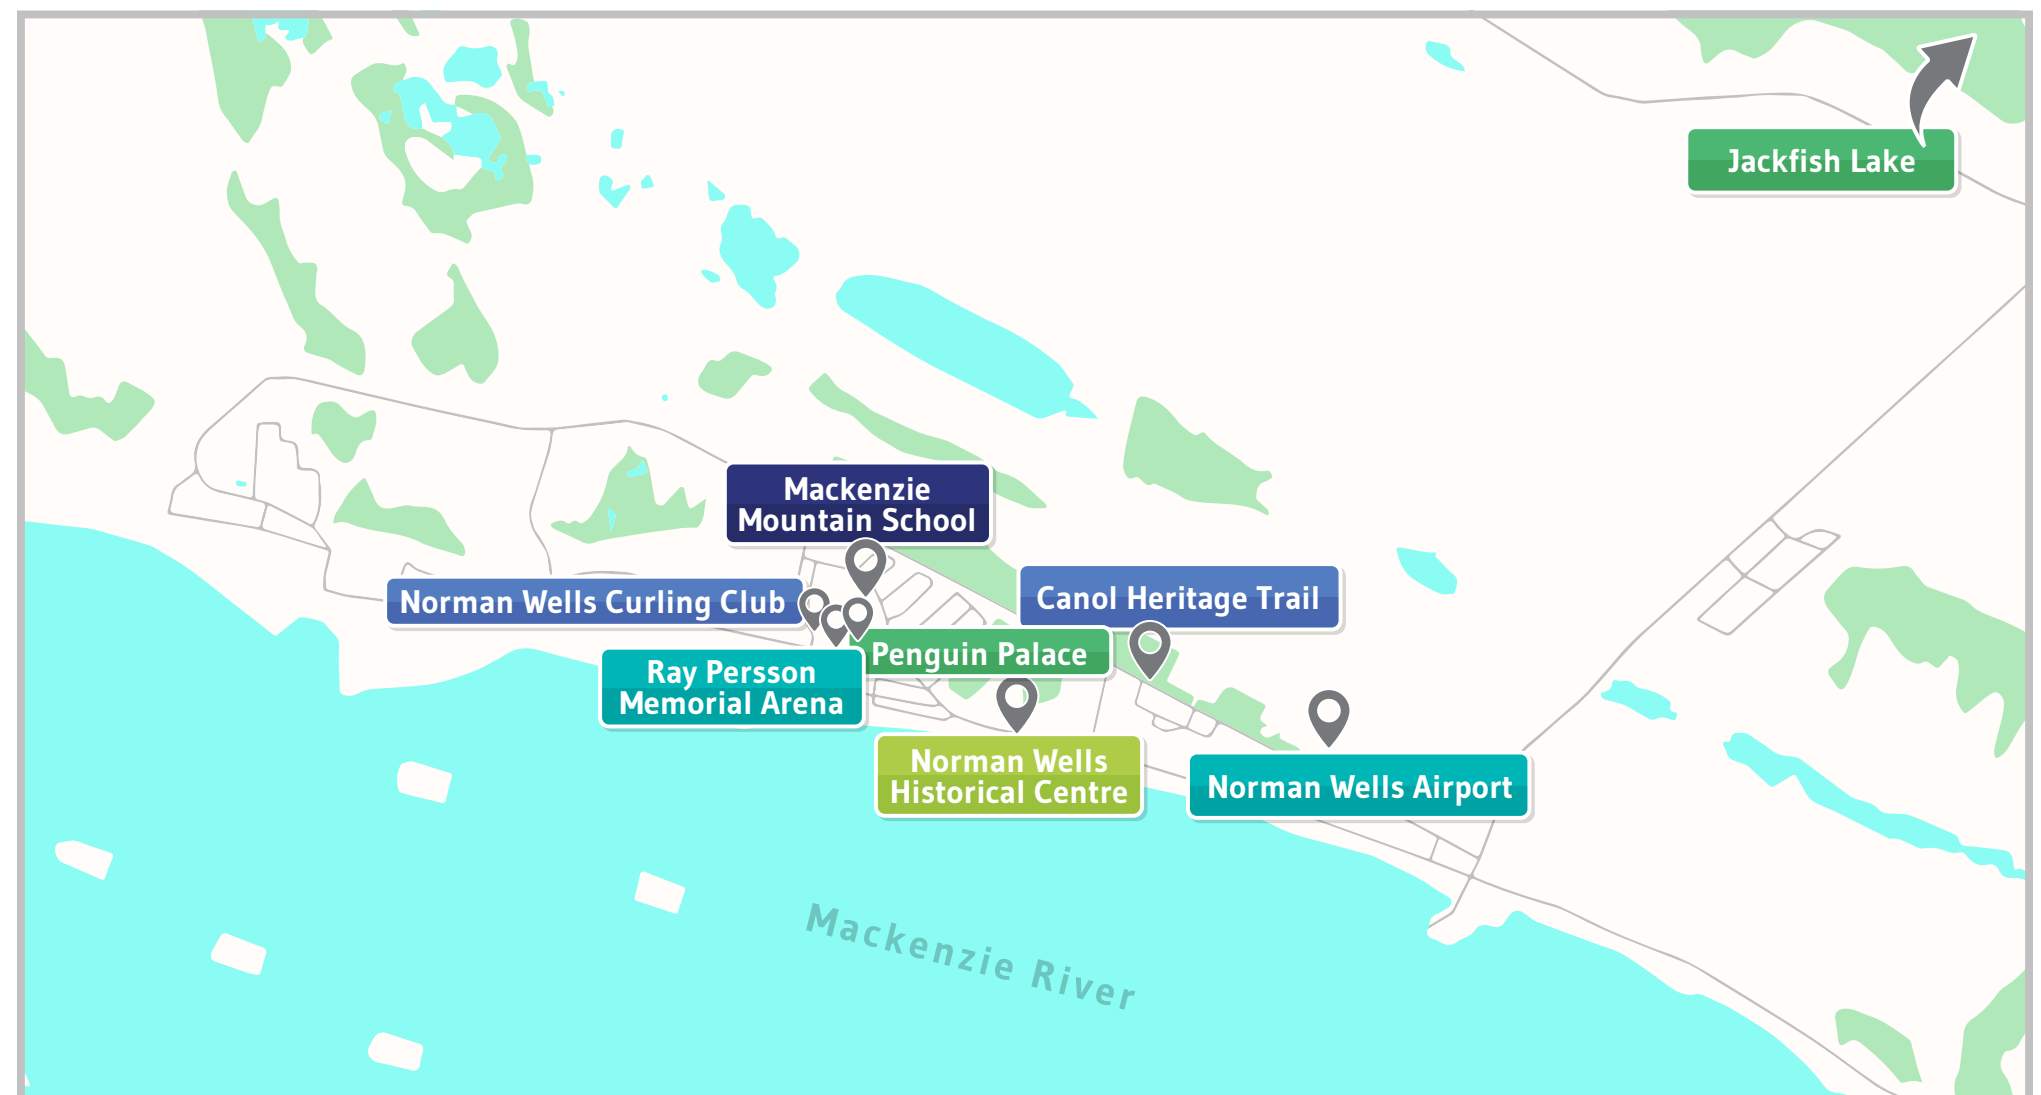 Jackfish Lake
Mackenzie
Mountain School
Norman Wells Curling Club
Canol Heritage Trail
Penguin Palace
Ray Persson
Memorial Arena
Norman Wells
Historical Centre
Norman Wells Airport
Mackenzie River